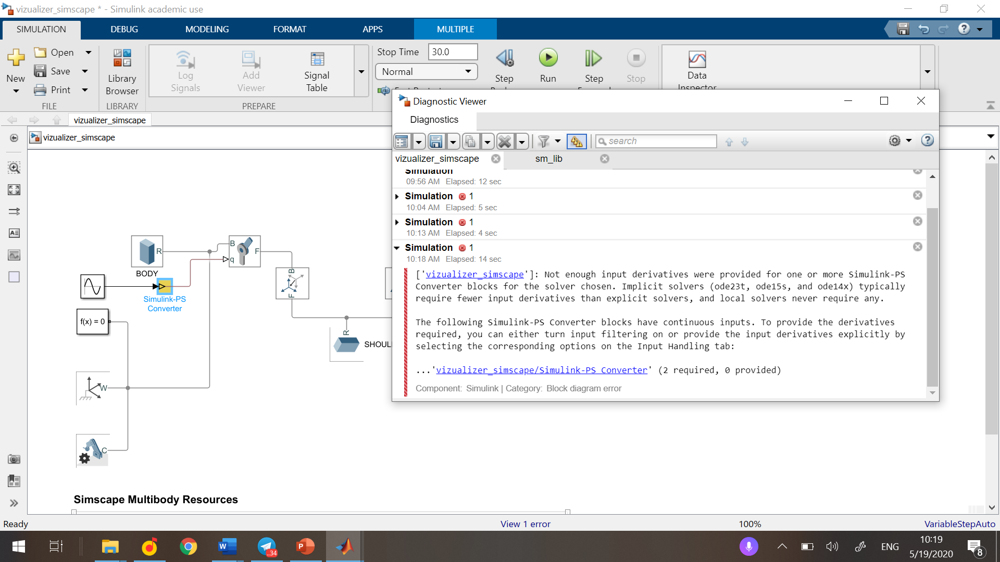 vizualizer_simscape * - Simulink academic use
SIMULATION
DEBUG
MODELING
FORMAT
APPS
MULTIPLE
New
Open
Save
Print
FILE
Library
Browser
LIBRARY
Log
Signals
Add
Viewer
Signal
Table
PREPARE
Stop Time
30.0
Normal
Step
Run
Step
Stop
Data
Inspector
vizualizer_simscape
vizualizer_simscape
Diagnostic Viewer
Diagnostics
search
vizualizer_simscape
sm_lib
Simulation
09:56 AM Elapsed: 12 sec
Simulation 1
10:04 AM Elapsed: 5 sec
Simulation 1
10:13 AM Elapsed: 4 sec
Simulation 1
10:18 AM Elapsed: 14 sec
['vizualizer_simscape']: Not enough input derivatives were provided for one or more Simulink-PS
Converter blocks for the solver chosen. Implicit solvers (ode23t, ode15s, and ode14x) typically
require fewer input derivatives than explicit solvers, and local solvers never require any.
The following Simulink-PS Converter blocks have continuous inputs. To provide the derivatives
required, you can either turn input filtering on or provide the input derivatives explicitly by
selecting the corresponding options on the Input Handling tab:
...'vizualizer_simscape/Simulink-PS Converter' (2 required, 0 provided)
Component: Simulink | Category: Block diagram error
R
BODY
B
q
F
Simulink-PS
Converter
f(x) = 0
B
F
R
SHOUL
W
C
Simscape Multibody Resources
Ready
View 1 error
100%
VariableStepAuto
W
..34
P
ENG
10:19
5/19/2020
8